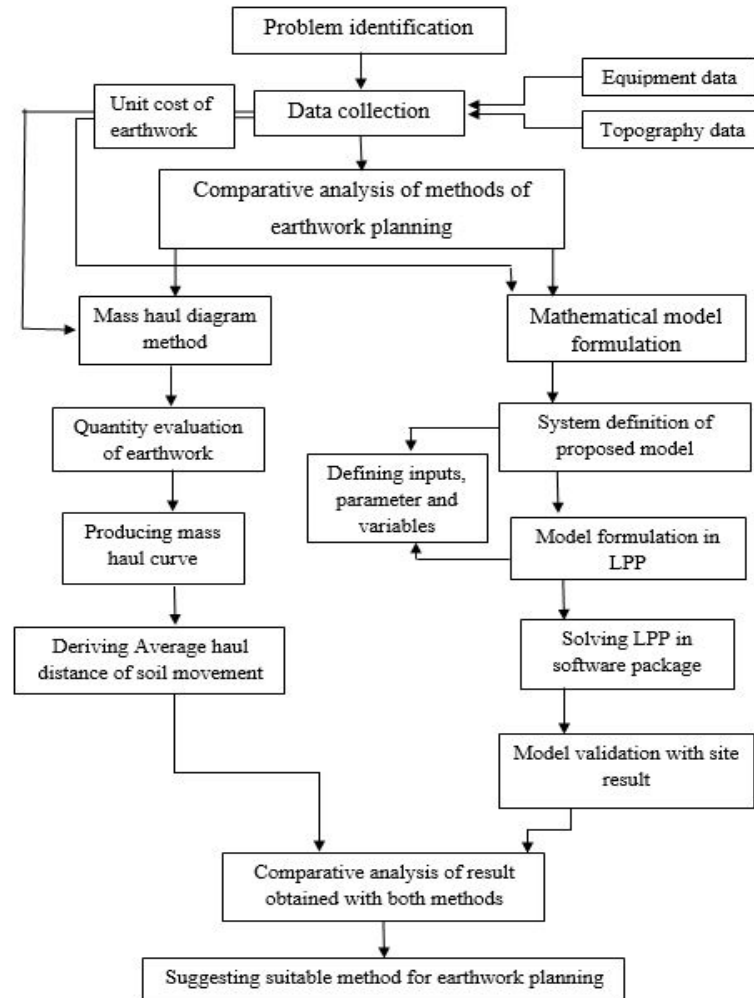 Problem identification
Equipment data
Unit cost of
earthwork
Data collection
Topography data
Comparative analysis of methods of
earthwork planning
Mass haul diagram
method
Mathematical model
formulation
Quantity evaluation
of earthwork
System definition of
proposed model
Defining inputs,
parameter and
variables
Producing mass
haul curve
Model formulation in
LPP
Deriving Average haul
distance of soil movement
Solving LPP in
software package
Model validation with site
result
Comparative analysis of result
obtained with both methods
Suggesting suitable method for earthwork planning